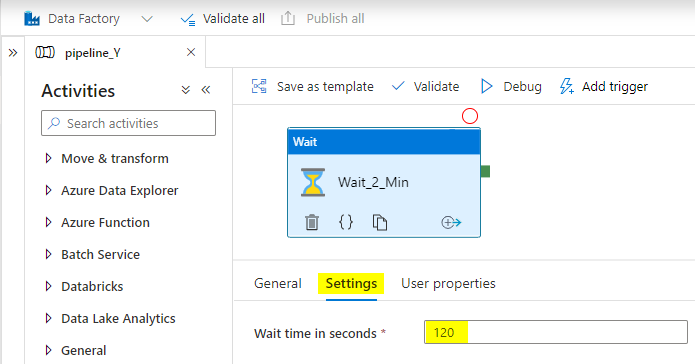 Data Factory
Validate all
Publish all
pipeline_Y
Activities
Search activities
Move & transform
Azure Data Explorer
Azure Function
Batch Service
Databricks
Data Lake Analytics
General
Save as template
Validate
Debug
Add trigger
Wait
Wait_2_Min
{}
General
Settings
User properties
Wait time in seconds *
120